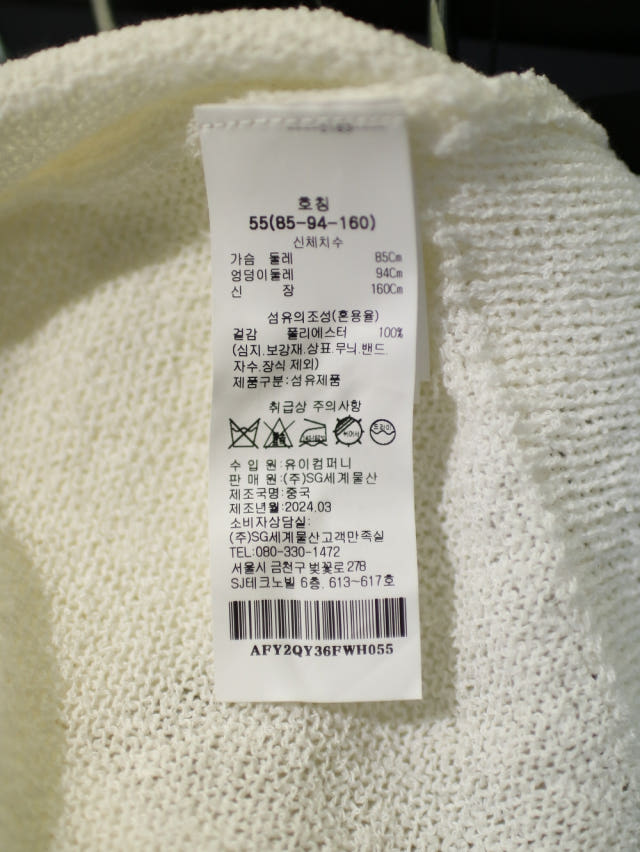 호칭
55(85-94-160)
신체치수
가슴 둘레 85Cm
엉덩이둘레 94Cm
신 장 160Cm
섬유의조성(혼용율)
겉감 폴리에스터 100%
(심지.보강재.상표.무늬.밴드.
자수.장식 제외)
제품구분:섬유제품
취급상 주의사항
드라이
수 입 원:유이컴퍼니
판 매 원:(주)SG세계물산
제조국명:중국
제조년월:2024.03
소비자상담실:
(주)SG세계물산고객만족실
TEL:080-330-1472
서울시 금천구 벚꽃로278
SJ테크노빌 6층, 613~617호
AFY2QY36FWH055